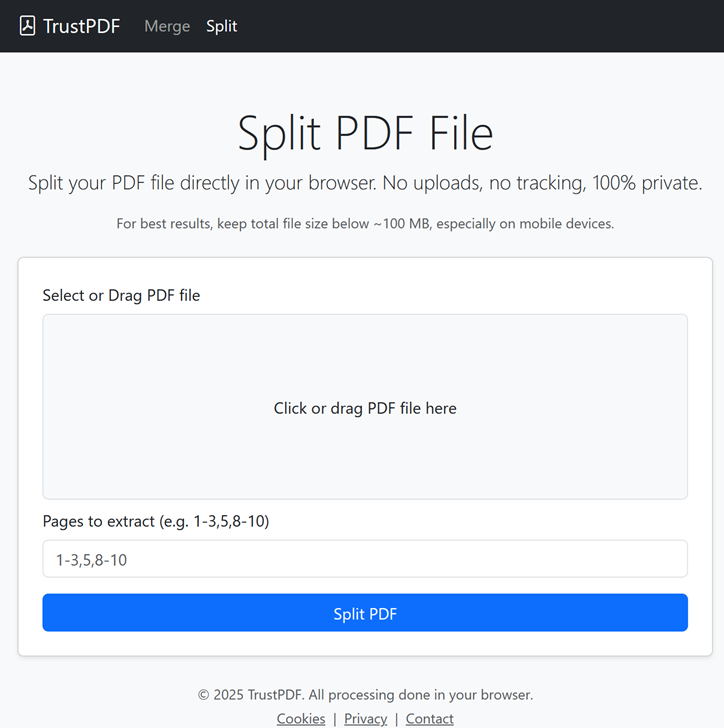 TrustPDF Merge Split
Split PDF File
Split your PDF file directly in your browser. No uploads, no tracking, 100% private.
For best results, keep total file size below ~100 MB, especially on mobile devices.
Select or Drag PDF file
Click or drag PDF file here
Pages to extract (e.g. 1-3,5,8-10)
1-3,5,8-10
Split PDF
© 2025 TrustPDF. All processing done in your browser.
Cookies | Privacy | Contact